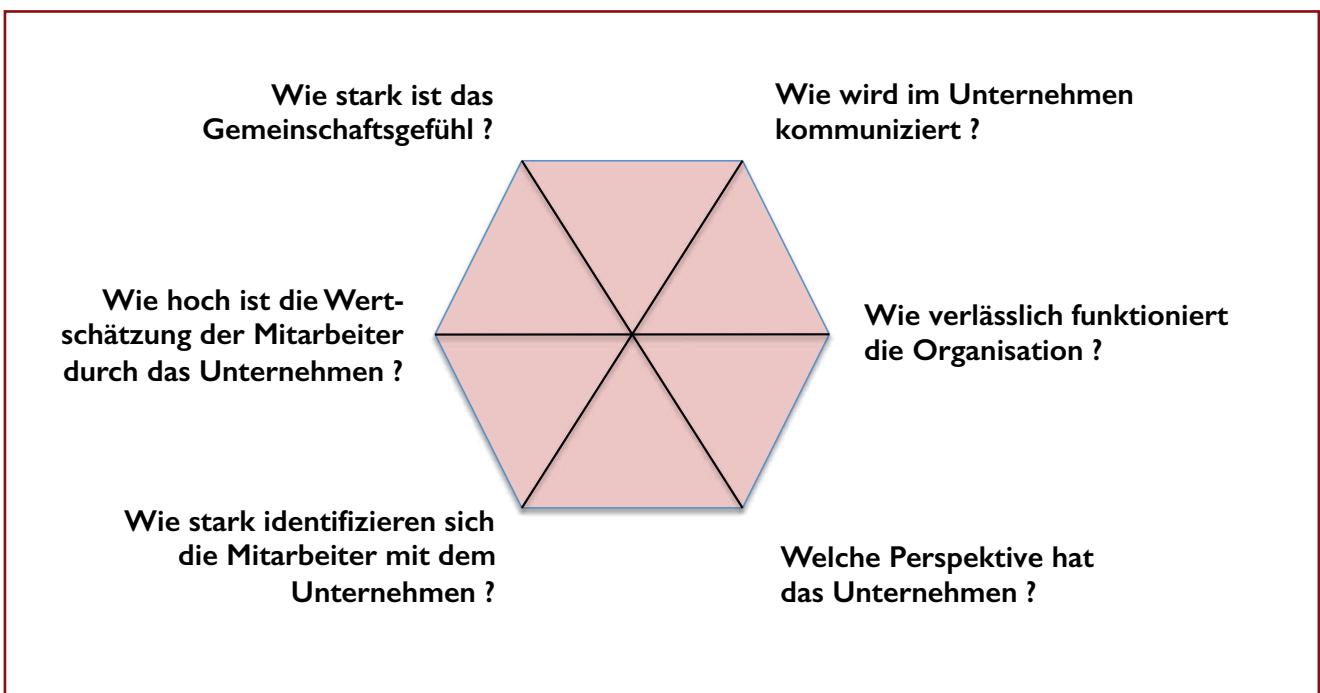 Wie stark ist das
Gemeinschaftsgefühl ?
Wie wird im Unternehmen
kommuniziert ?
Wie hoch ist die Wert-
schätzung der Mitarbeiter
durch das Unternehmen ?
Wie verlässlich funktioniert
die Organisation ?
Wie stark identifizieren sich
die Mitarbeiter mit dem
Unternehmen ?
Welche Perspektive hat
das Unternehmen ?